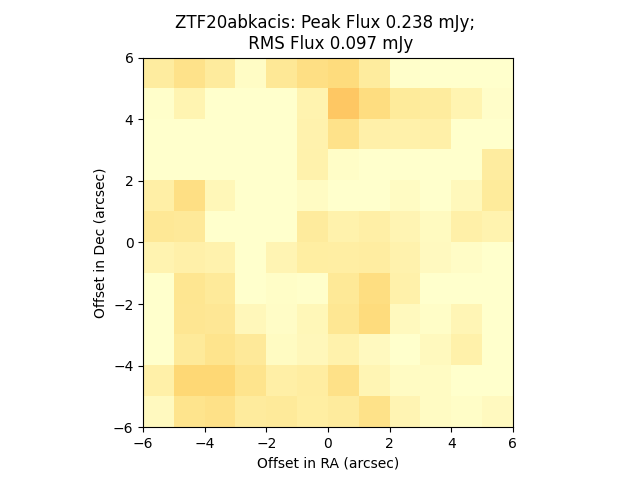 ZTF20abkacis: Peak Flux 0.238 mJy;
RMS Flux 0.097 mJy
6
4
2
0
−2
−4
−6
Offset in Dec (arcsec)
−6 −4 −2 0 2 4 6
Offset in RA (arcsec)